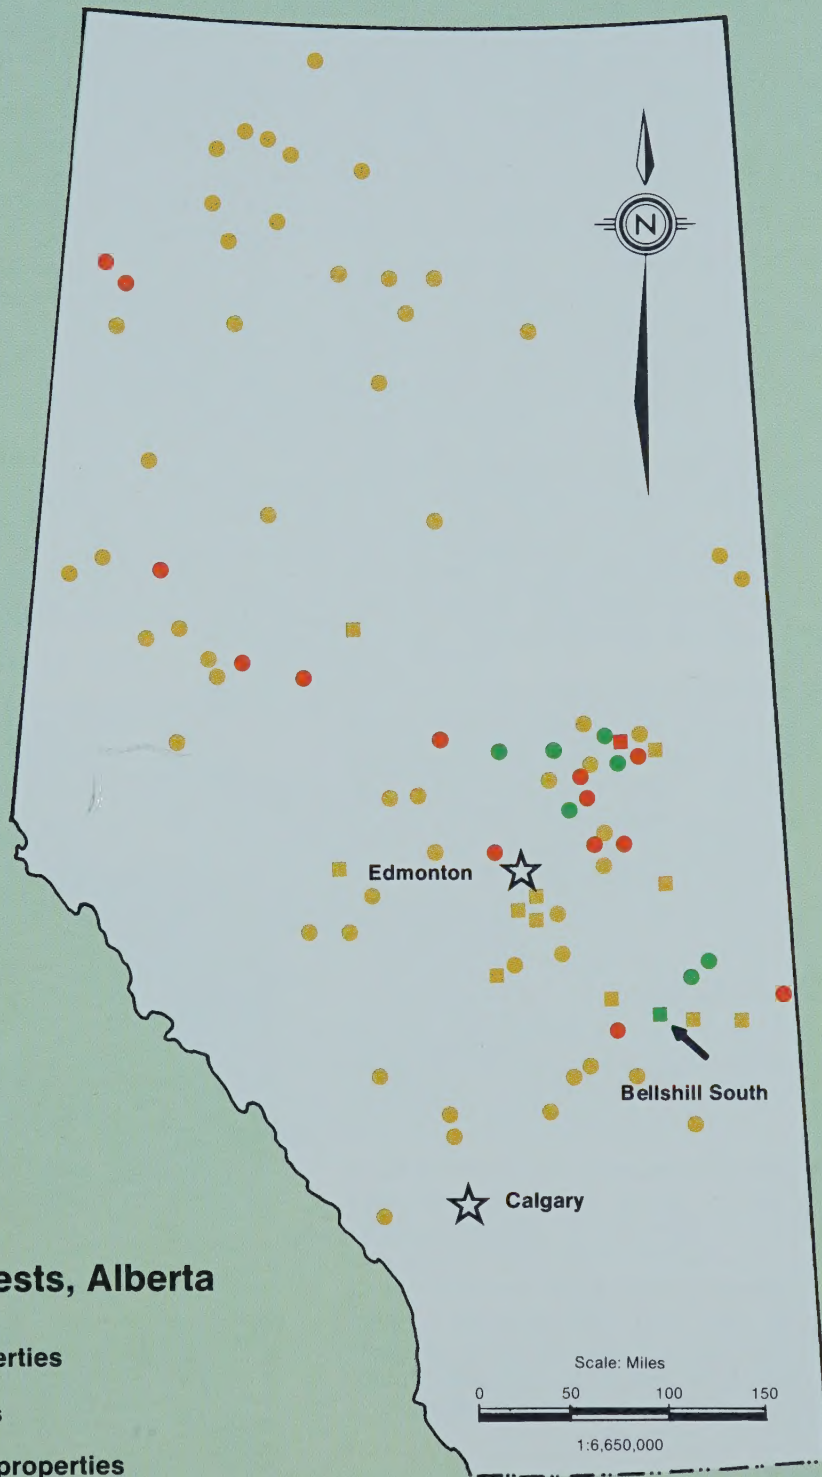 N
Edmonton
Bellshill South
Calgary
ests, Alberta
erties
s
properties
Scale: Miles
0 50 100 150
1:6,650,000